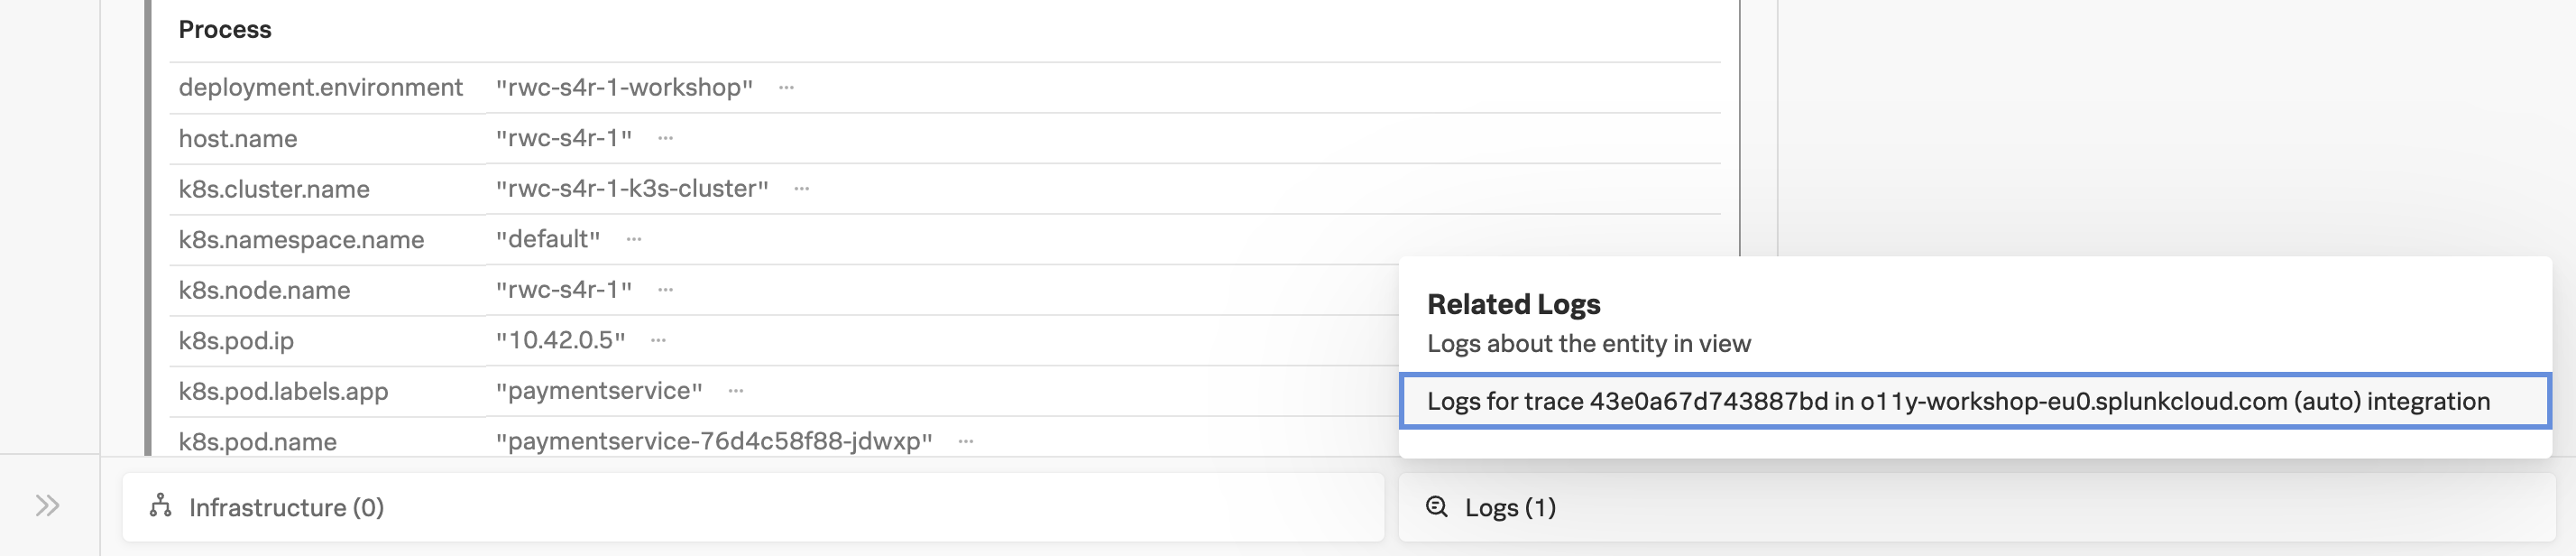 Process
deployment.environment "rwc-s4r-1-workshop" ···
host.name "rwc-s4r-1" ···
k8s.cluster.name "rwc-s4r-1-k3s-cluster" ···
k8s.namespace.name "default" ···
k8s.node.name "rwc-s4r-1" ···
k8s.pod.ip "10.42.0.5" ···
k8s.pod.labels.app "paymentservice" ···
k8s.pod.name "paymentservice-76d4c58f88-jdwxp" ···
Related Logs
Logs about the entity in view
Logs for trace 43e0a67d743887bd in o11y-workshop-eu0.splunkcloud.com (auto) integration
Infrastructure (0)
Logs (1)